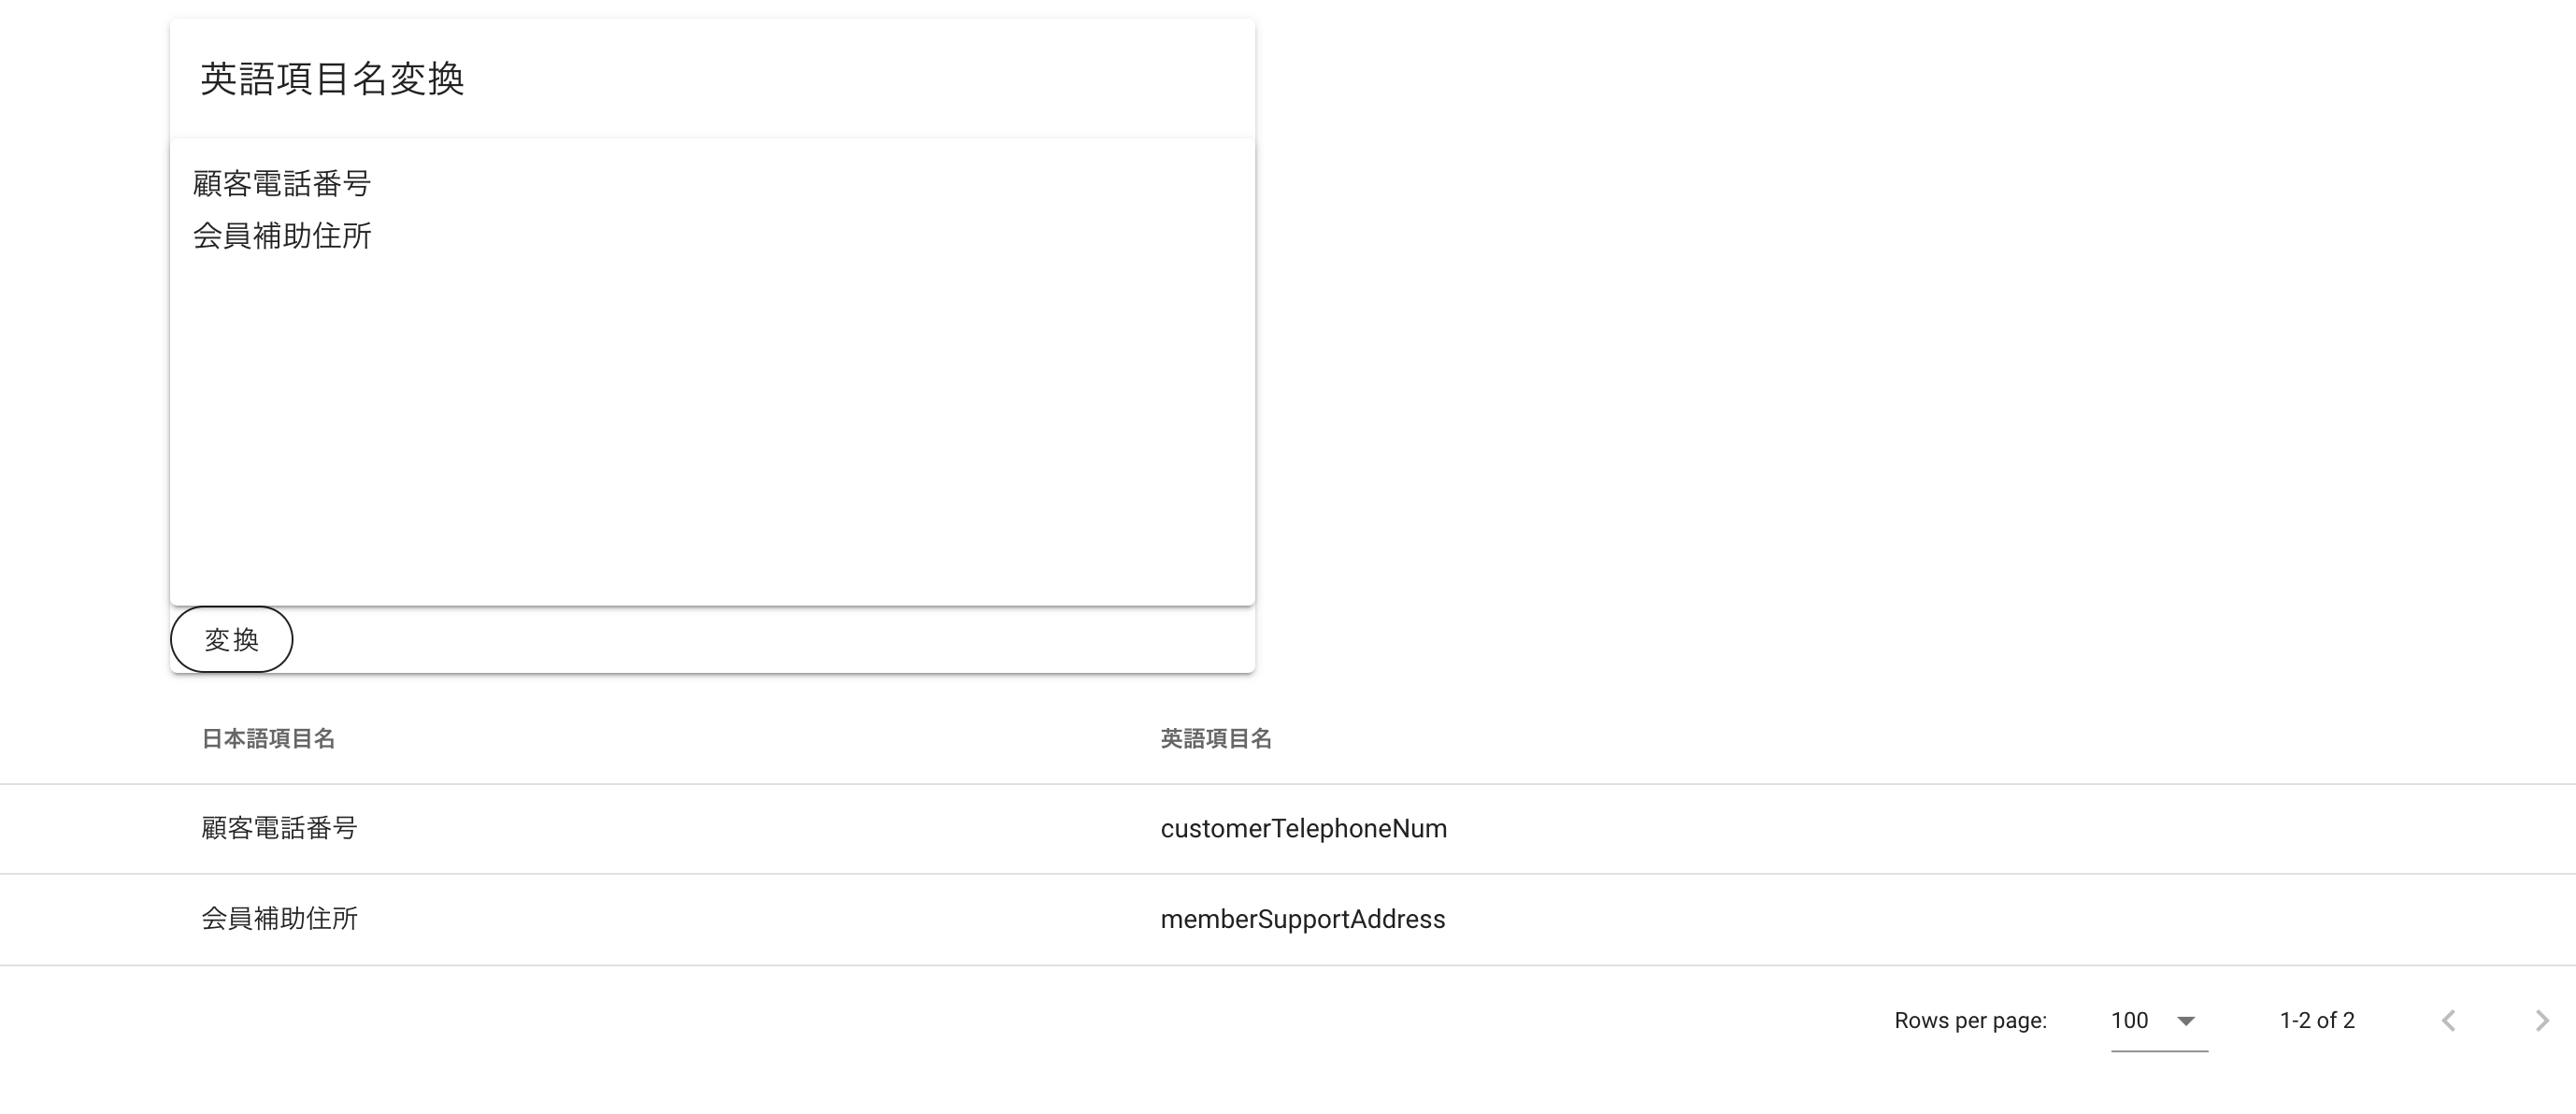 英語項目名変換
顧客電話番号
会員補助住所
変換
日本語項目名 英語項目名
顧客電話番号 customerTelephoneNum
会員補助住所 memberSupportAddress
Rows per page: 100 1-2 of 2